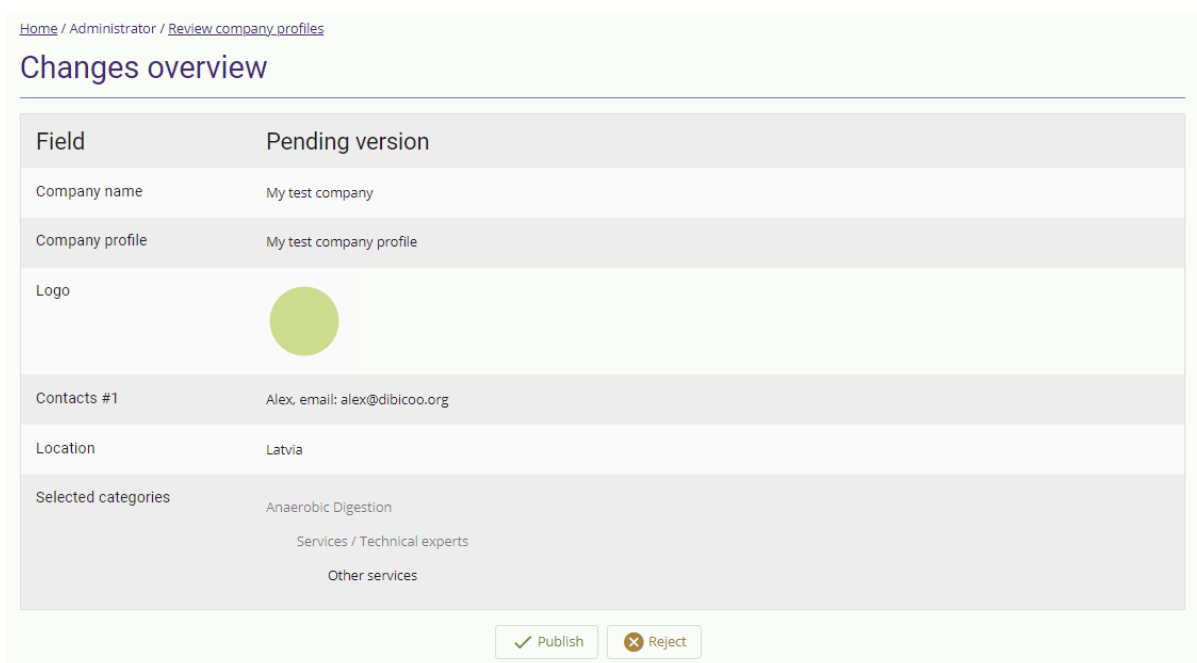 Home / Administrator / Review company profiles
Changes overview
Field Pending version
Company name My test company
Company profile My test company profile
Logo
Contacts #1 Alex, email: alex@dibicoo.org
Location Latvia
Selected categories Anaerobic Digestion
Services / Technical experts
Other services
Publish Reject